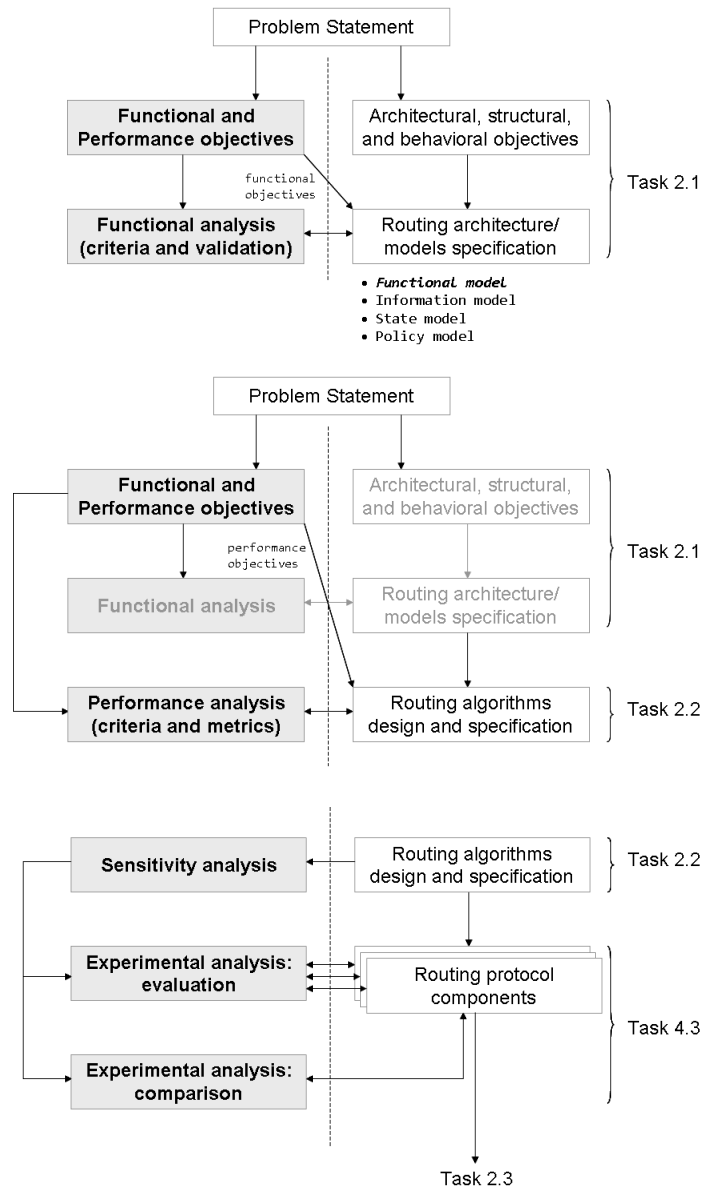 Problem Statement
Functional and
Performance objectives
Architectural, structural,
and behavioral objectives
Task 2.1
functional
objectives
Functional analysis
(criteria and validation)
Routing architecture/
models specification
• Functional model
• Information model
• State model
• Policy model
Problem Statement
Functional and
Performance objectives
Architectural, structural,
and behavioral objectives
Task 2.1
performance
objectives
Functional analysis
Routing architecture/
models specification
Performance analysis
(criteria and metrics)
Routing algorithms
design and specification
Task 2.2
Sensitivity analysis
Routing algorithms
design and specification
Task 2.2
Experimental analysis:
evaluation
Routing protocol
components
Task 4.3
Experimental analysis:
comparison
Task 2.3